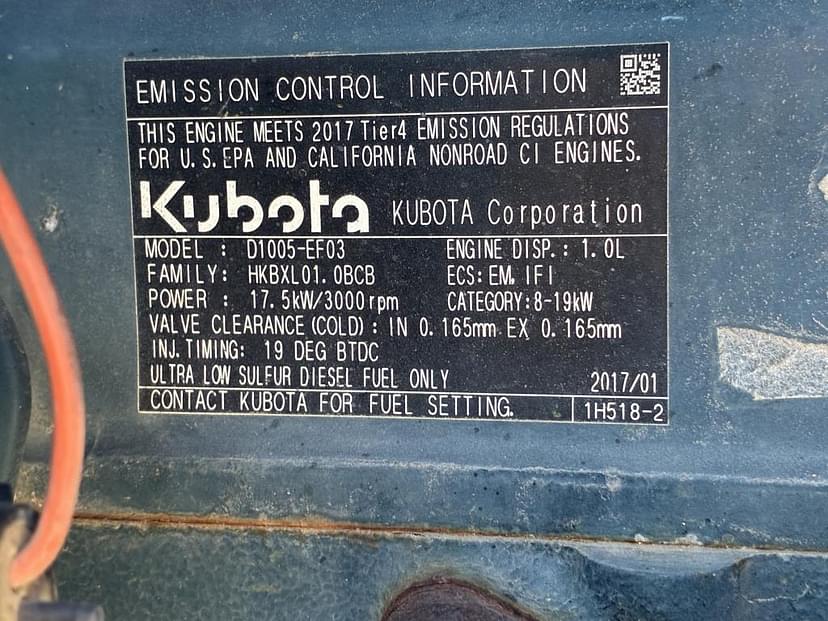 EMISSION CONTROL INFORMATION
THIS ENGINE MEETS 2017 Tier4 EMISSION REGULATIONS
FOR U.S.EPA AND CALIFORNIA NONROAD CI ENGINES.
Kubota KUBOTA Corporation
MODEL : D1005-EF03 ENGINE DISP.: 1.0L
FAMILY: HKBXL01.0BCB ECS: EM, IFI
POWER : 17.5kW/3000rpm CATEGORY:8-19kW
VALVE CLEARANCE(COLD): IN 0.165mm EX 0.165mm
INJ.TIMING: 19 DEG BTDC
ULTRA LOW SULFUR DIESEL FUEL ONLY 2017/01
CONTACT KUBOTA FOR FUEL SETTING. 1H518-2